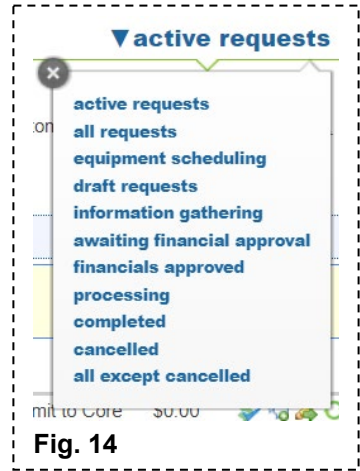 ▼active requests
on
active requests
all requests
equipment scheduling
draft requests
information gathering
awaiting financial approval
financials approved
processing
completed
cancelled
all except cancelled
mit to Core $0.00
Fig. 14